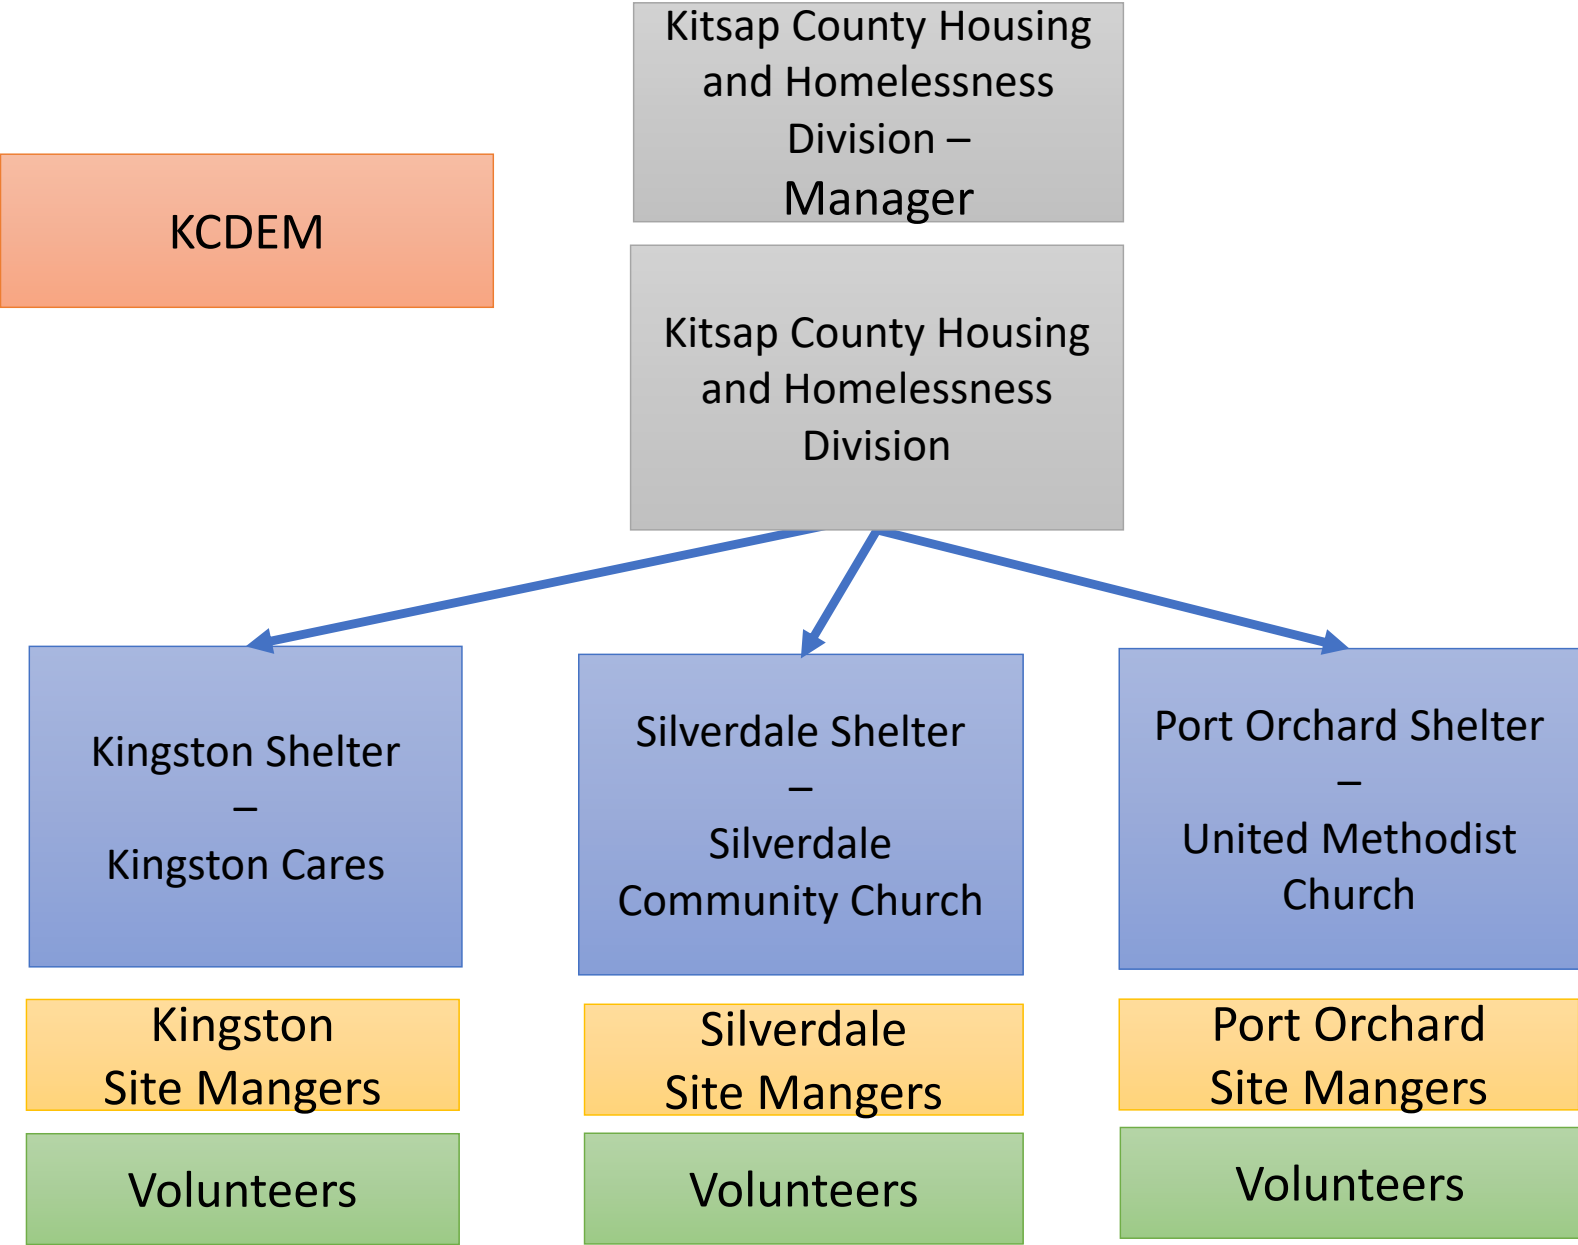 Kitsap County Housing
and Homelessness
Division –
Manager
KCDEM
Kitsap County Housing
and Homelessness
Division
Kingston Shelter
–
Kingston Cares
Silverdale Shelter
–
Silverdale
Community Church
Port Orchard Shelter
–
United Methodist
Church
Kingston
Site Mangers
Silverdale
Site Mangers
Port Orchard
Site Mangers
Volunteers
Volunteers
Volunteers